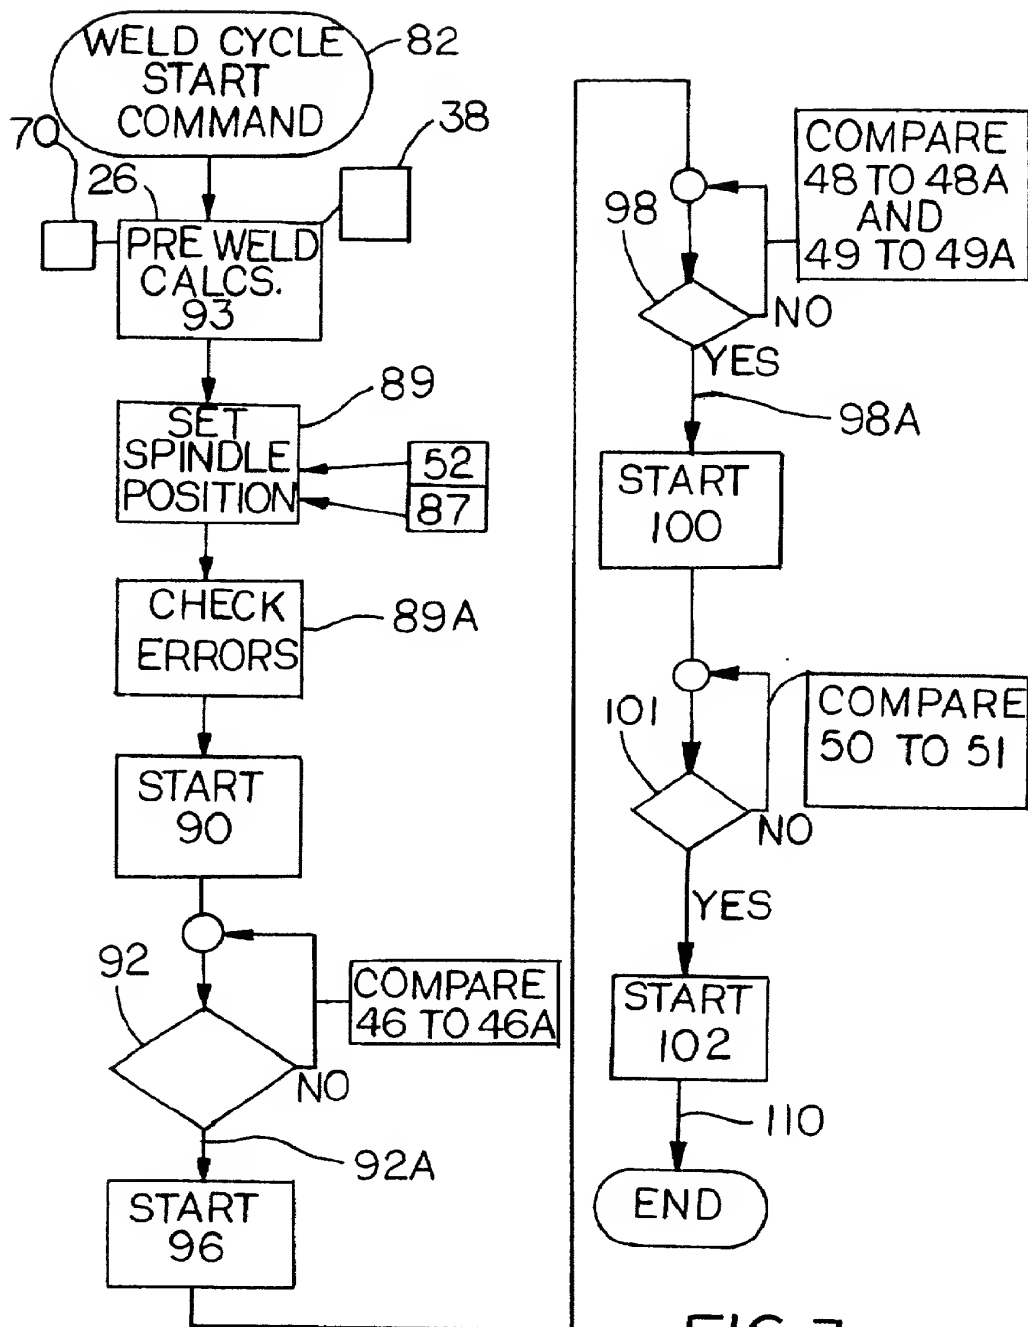 WELD CYCLE
START
COMMAND
82
70
26
38
PRE WELD
CALCS.
93
89
SET
SPINDLE
POSITION
52
87
CHECK
ERRORS
89A
START
90
92
COMPARE
46 TO 46A
NO
92A
START
96
COMPARE
48 TO 48A
AND
49 TO 49A
98
NO
YES
98A
START
100
101
COMPARE
50 TO 51
NO
YES
START
102
110
END